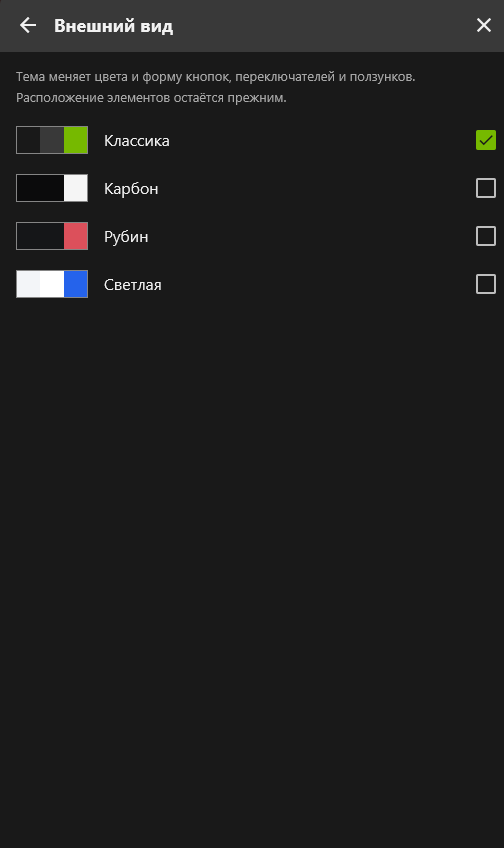 Внешний вид
Тема меняет цвета и форму кнопок, переключателей и ползунков.
Расположение элементов остаётся прежним.
Классика
Карбон
Рубин
Светлая